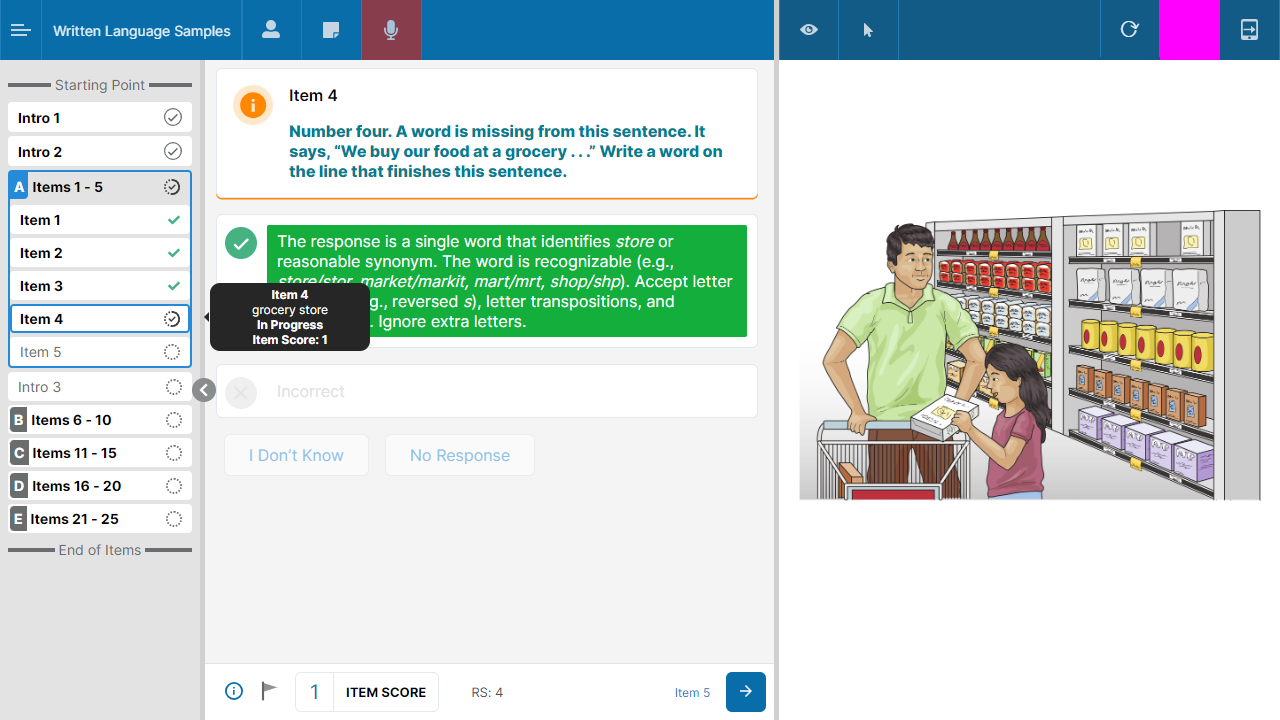 Written Language Samples
Starting Point
Intro 1
Intro 2
A Items 1 - 5
Item 1
Item 2
Item 3
Item 4
Item 5
Intro 3
B Items 6 - 10
C Items 11 - 15
D Items 16 - 20
E Items 21 - 25
End of Items
Item 4
Number four. A word is missing from this sentence. It
says, “We buy our food at a grocery . . .” Write a word on
the line that finishes this sentence.
The response is a single word that identifies store or
reasonable synonym. The word is recognizable (e.g.,
store/stor, market/markit, mart/mrt, shop/shp). Accept letter
reversed s), letter transpositions, and
Ignore extra letters.
Item 4
grocery store
In Progress
Item Score: 1
Incorrect
I Don’t Know
No Response
1 ITEM SCORE
RS: 4
Item 5